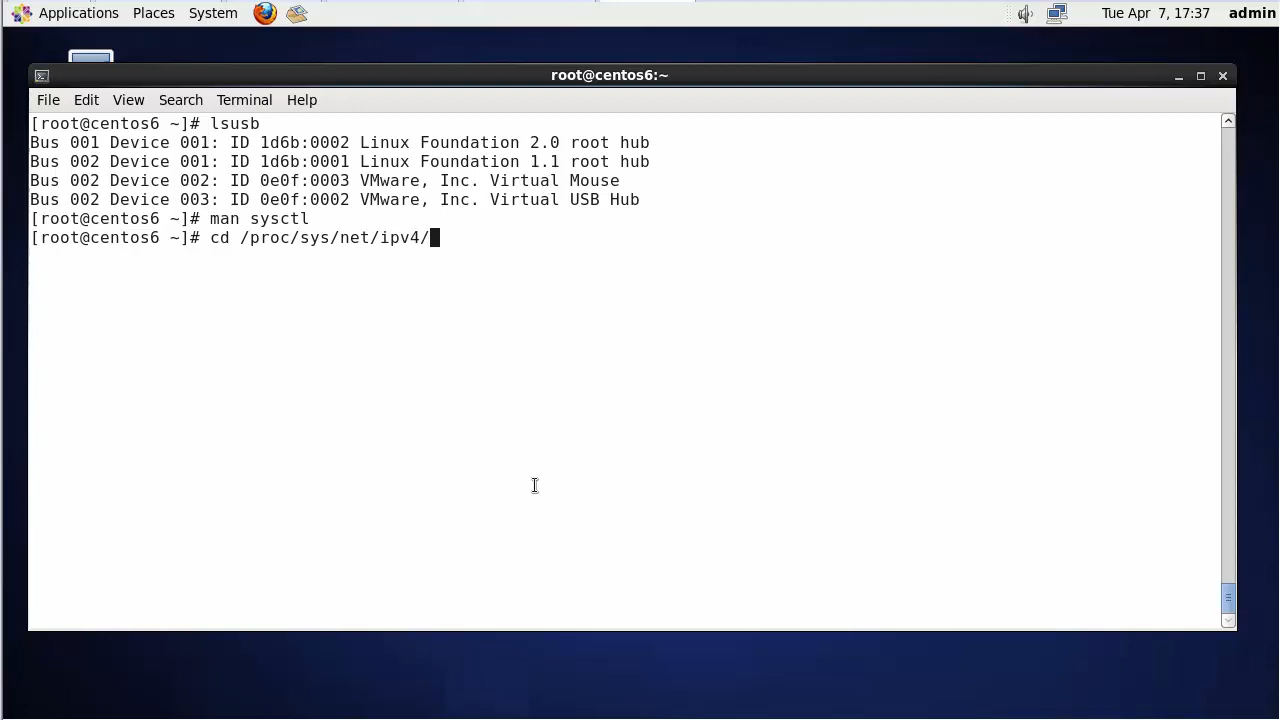 Applications Places System Tue Apr 7, 17:37 admin
root@centos6:~
File Edit View Search Terminal Help
[root@centos6 ~]# lsusb
Bus 001 Device 001: ID 1d6b:0002 Linux Foundation 2.0 root hub
Bus 002 Device 001: ID 1d6b:0001 Linux Foundation 1.1 root hub
Bus 002 Device 002: ID 0e0f:0003 VMware, Inc. Virtual Mouse
Bus 002 Device 003: ID 0e0f:0002 VMware, Inc. Virtual USB Hub
[root@centos6 ~]# man sysctl
[root@centos6 ~]# cd /proc/sys/net/ipv4/